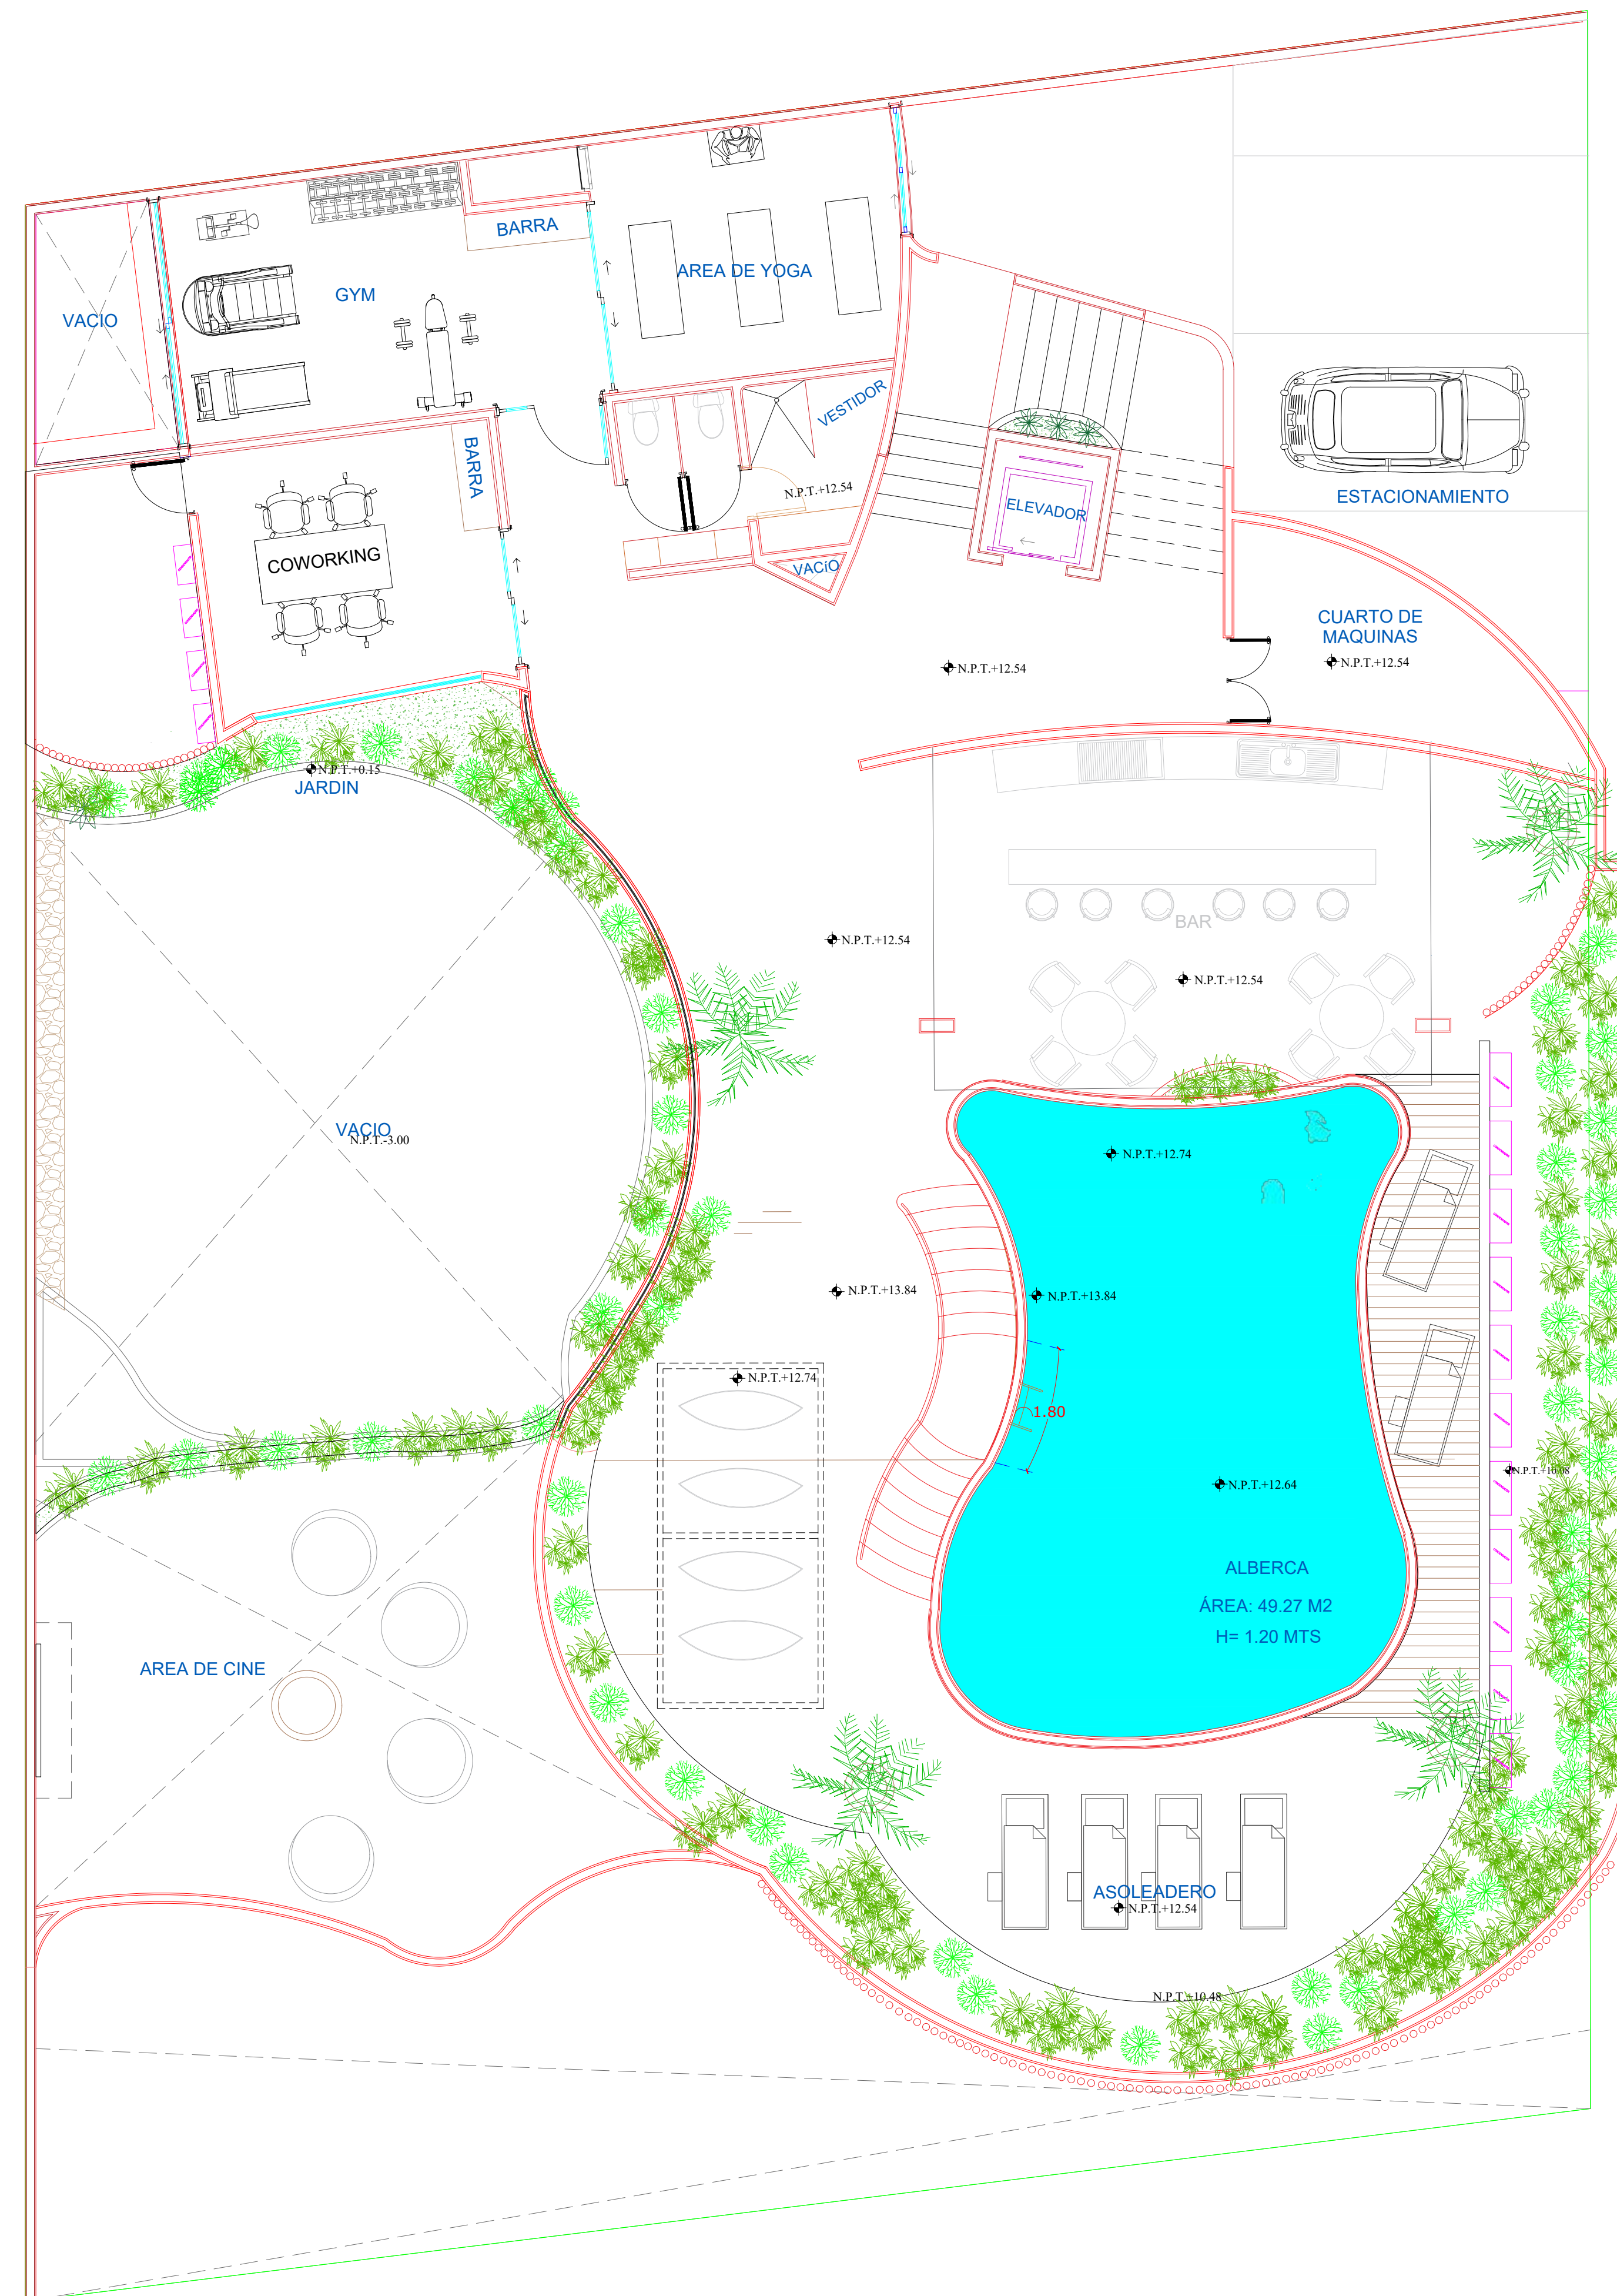 BARRA
AREA DE YOGA
GYM
VACIO
VESTIDOR
BARRA
N.P.T.+12.54
ESTACIONAMIENTO
ELEVADOR
COWORKING
VACíO
CUARTO DE
MAQUINAS
N.P.T.+12.54
N.P.T.+12.54
N.P.T.+0.15
JARDIN
BAR
N.P.T.+12.54
N.P.T.+12.54
VACIO
N.P.T.-3.00
N.P.T.+12.74
N.P.T.+13.84
N.P.T.+13.84
N.P.T.+12.74
1.80
N.P.T.+10.08
N.P.T.+12.64
ALBERCA
ÁREA: 49.27 M2
H= 1.20 MTS
AREA DE CINE
ASOLEADERO
N.P.T.+12.54
N.P.T.+10.48